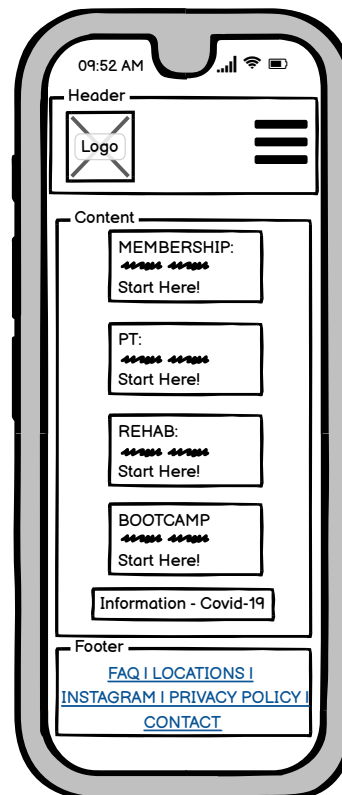 09:52 AM
Header
Logo
Content
MEMBERSHIP:
Start Here!
PT:
Start Here!
REHAB:
Start Here!
BOOTCAMP
Start Here!
Information - Covid-19
Footer
FAQ | LOCATIONS |
INSTAGRAM | PRIVACY POLICY |
CONTACT